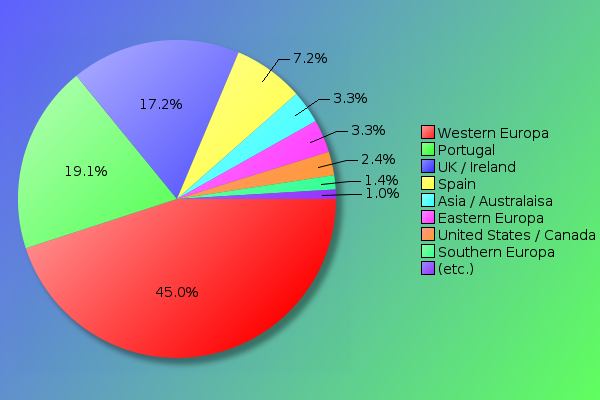 7.2%
17.2%
3.3%
3.3%
Western Europa
Portugal
2.4%
19.1%
UK / Ireland
1.4%
Spain
1.0%
Asia / Australaisa
Eastern Europa
United States / Canada
Southern Europa
(etc.)
45.0%